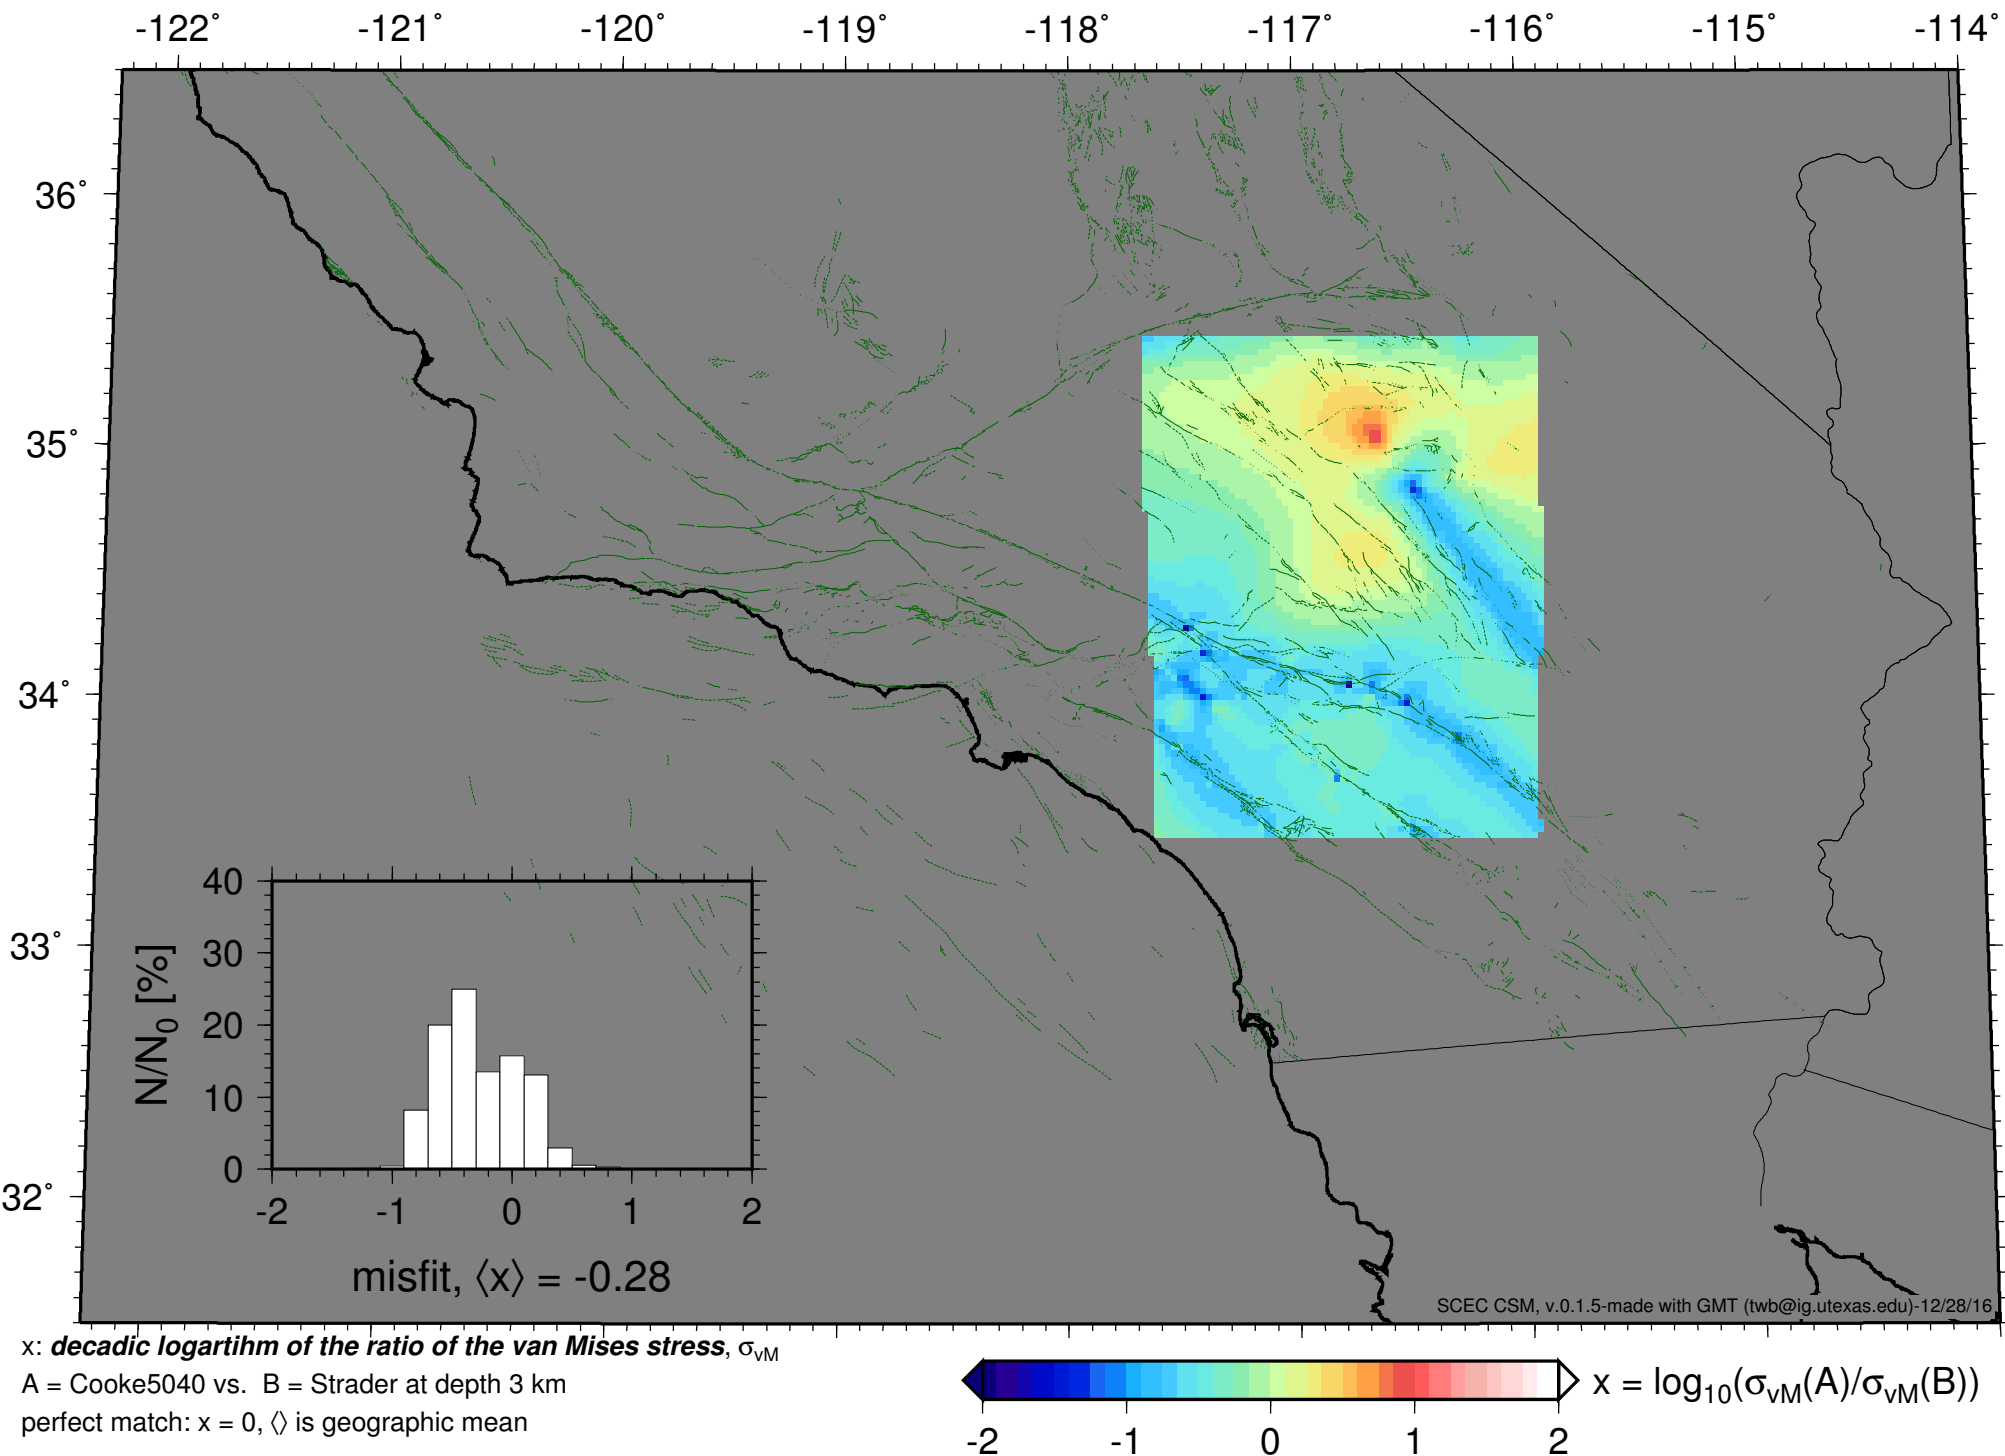 -122˚ -121˚ -120˚ -119˚ -118˚ -117˚ -116˚ -115˚ -114˚
36˚
35˚
34˚
33˚
32˚
40
30
20
10
0
N/N0 [%]
-2 -1 0 1 2
misfit, ⟨x⟩ = -0.28
SCEC CSM, v.0.1.5-made with GMT (twb@ig.utexas.edu)-12/28/16
x: decadic logartihm of the ratio of the van Mises stress, σvM
A = Cooke5040 vs. B = Strader at depth 3 km
perfect match: x = 0, ⟨⟩ is geographic mean
x = log10(σvM(A)/σvM(B))
-2 -1 0 1 2